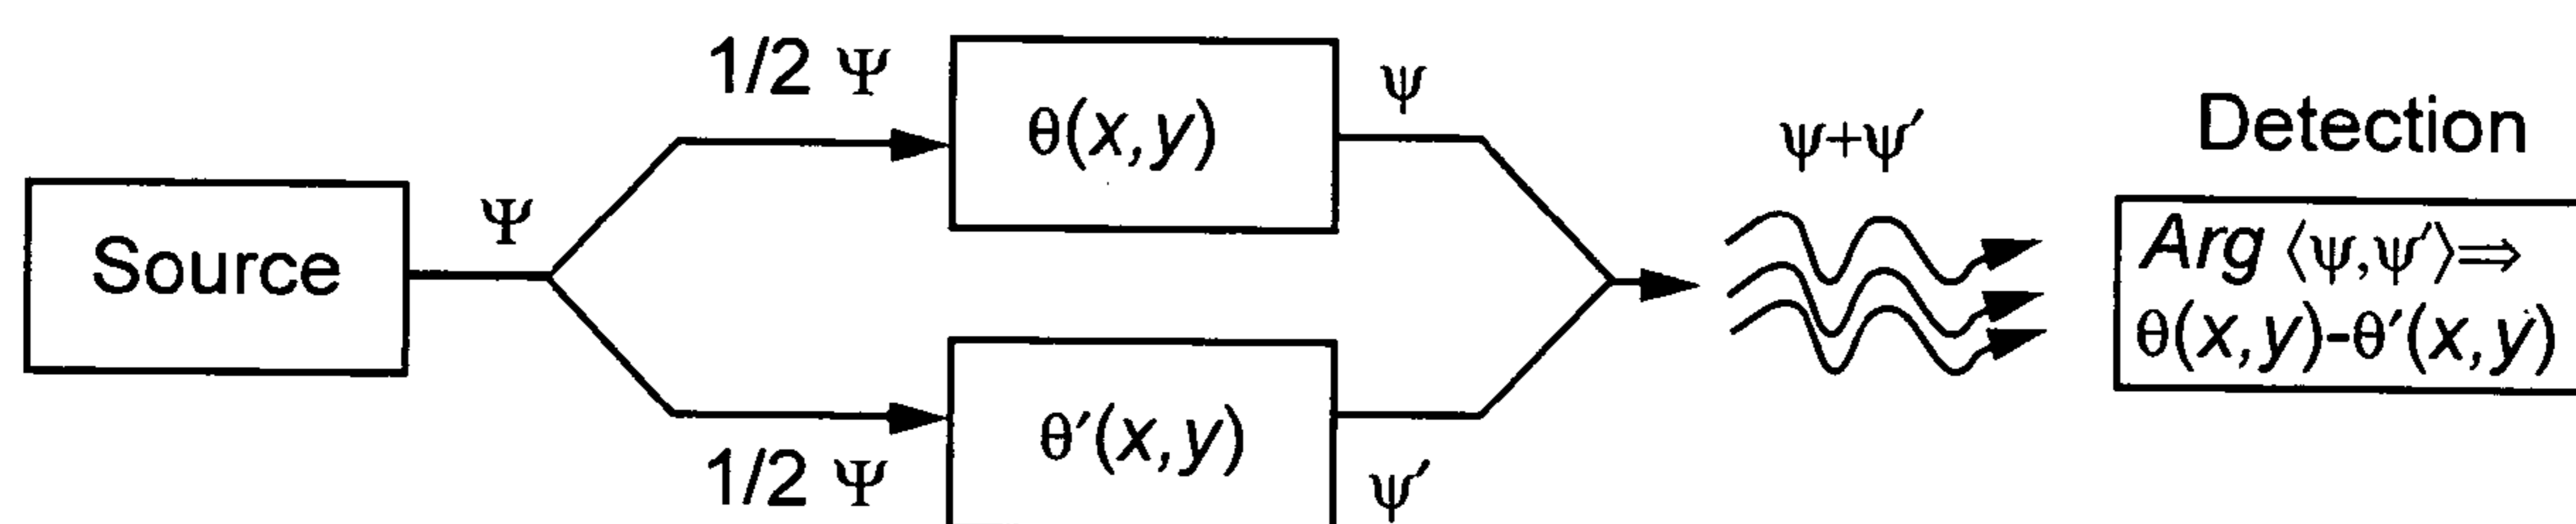 Source
Ψ
1/2 Ψ
θ(x,y)
ψ
1/2 Ψ
θ′(x,y)
ψ′
ψ+ψ′
Detection
Arg ⟨ψ,ψ′⟩⇒
θ(x,y)-θ′(x,y)